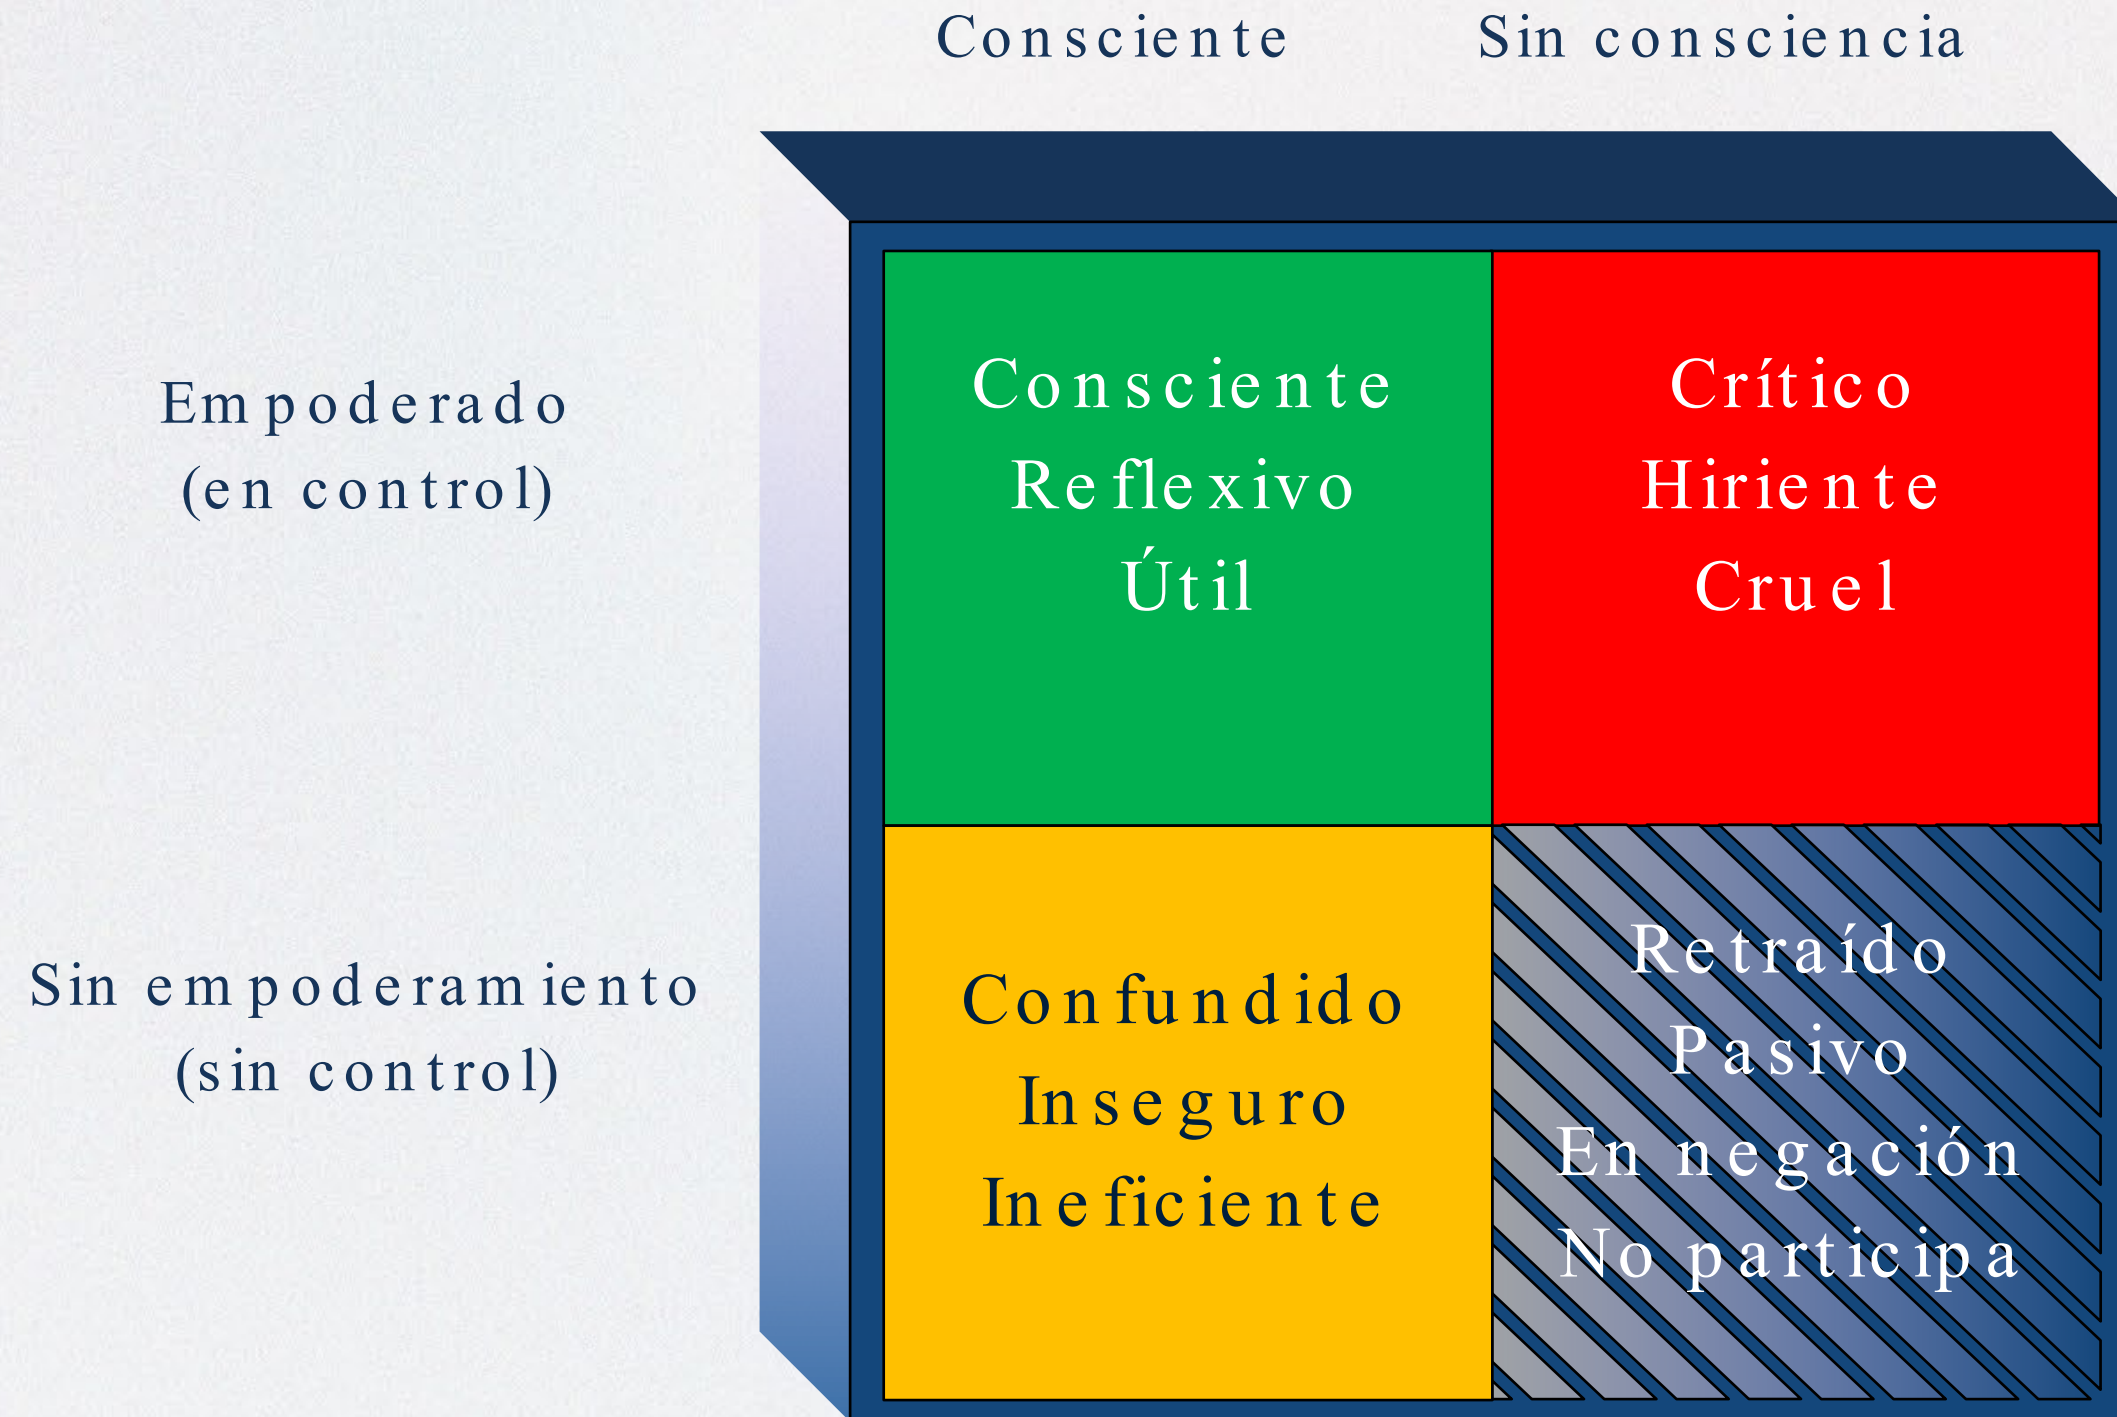 Consciente Sin consciencia
Empoderado
(en control)
Consciente
Reflexivo
Útil
Crítico
Hiriente
Cruel
Sin empoderamiento
(sin control)
Confundido
Inseguro
Ineficiente
Retraído
Pasivo
En negación
No participa